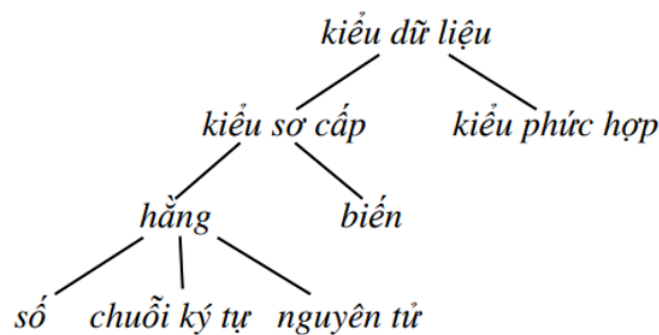 kiểu dữ liệu
kiểu sơ cấp kiểu phức hợp
hằng biến
số chuỗi ký tự nguyên tử